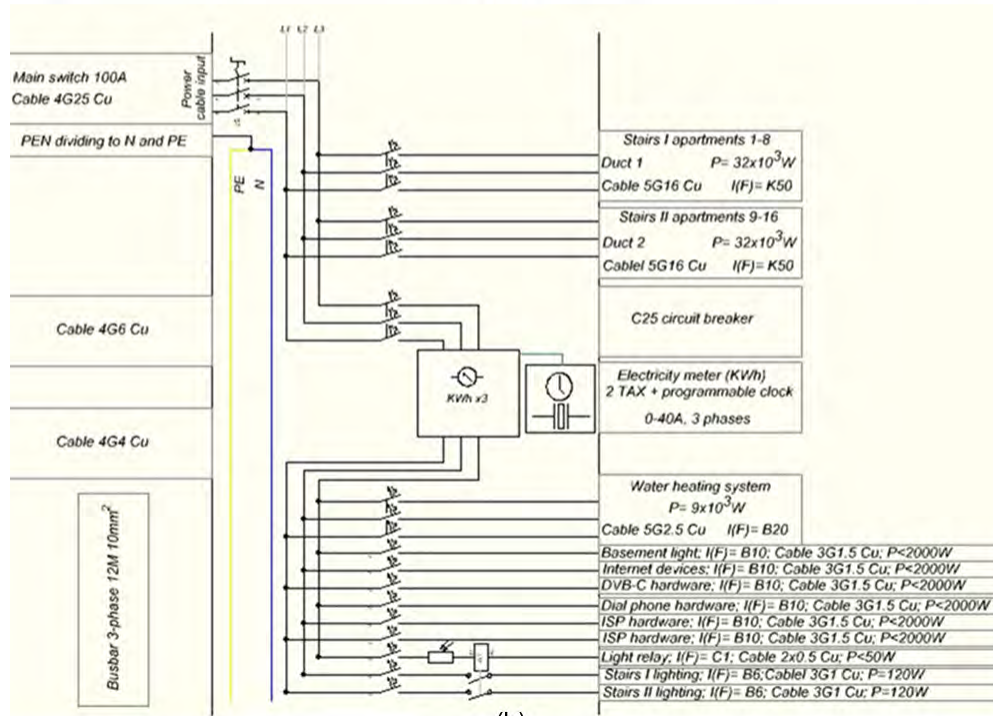 L1 L2 L3
Main switch 100A
Cable 4G25 Cu
Power
cable input
PEN dividing to N and PE
PE
N
Stairs I apartments 1-8
Duct 1 P= 32x10³W
Cable 5G16 Cu I(F)= K50
Stairs II apartments 9-16
Duct 2 P= 32x10³W
Cablel 5G16 Cu I(F)= K50
Cable 4G6 Cu
C25 circuit breaker
KWh x3
Electricity meter (KWh)
2 TAX + programmable clock
0-40A, 3 phases
Cable 4G4 Cu
Busbar 3-phase 12M 10mm²
Water heating system
P= 9x10³W
Cable 5G2.5 Cu I(F)= B20
Basement light; I(F)= B10; Cable 3G1.5 Cu; P<2000W
Internet devices; I(F)= B10; Cable 3G1.5 Cu; P<2000W
DVB-C hardware; I(F)= B10; Cable 3G1.5 Cu; P<2000W
Dial phone hardware; I(F)= B10; Cable 3G1.5 Cu; P<2000W
ISP hardware; I(F)= B10; Cable 3G1.5 Cu; P<2000W
ISP hardware; I(F)= B10; Cable 3G1.5 Cu; P<2000W
Light relay; I(F)= C1; Cable 2x0.5 Cu; P<50W
Stairs I lighting; I(F)= B6;Cablel 3G1 Cu; P=120W
Stairs II lighting; I(F)= B6; Cable 3G1 Cu; P=120W